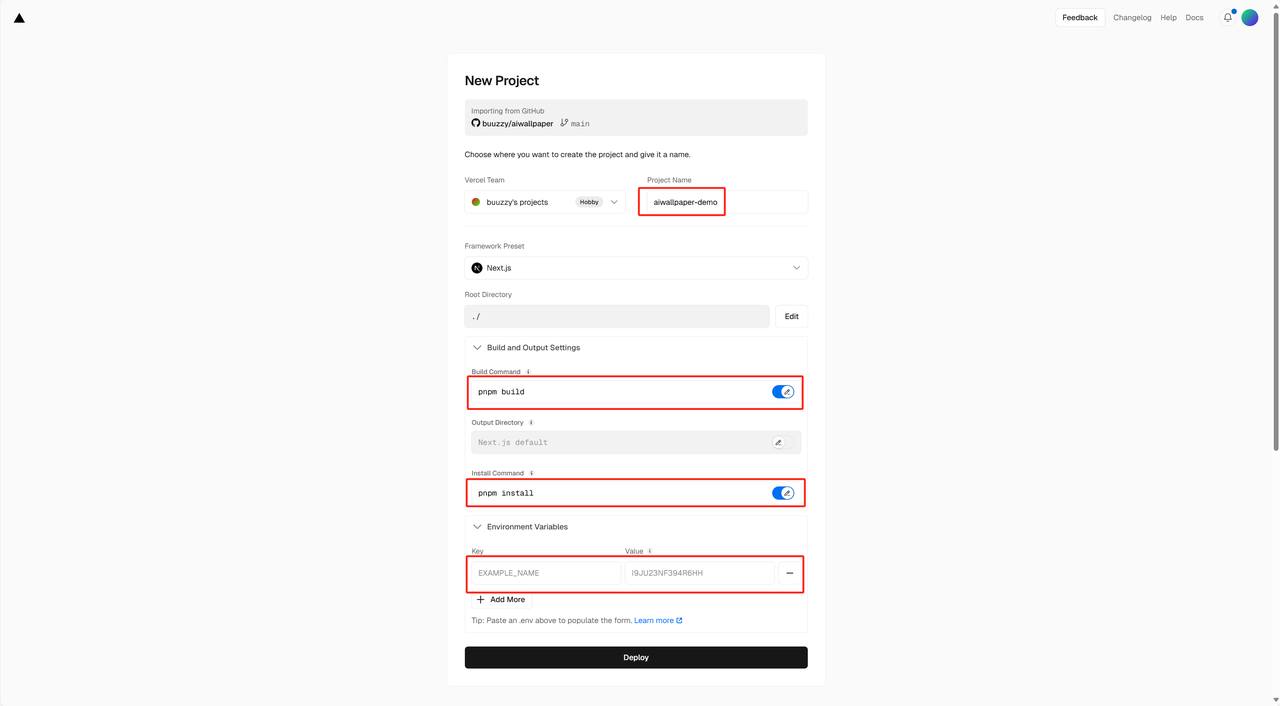 Feedback Changelog Help Docs
New Project
Importing from GitHub
buuzzy/aiwallpaper main
Choose where you want to create the project and give it a name.
Vercel Team Project Name
buuzzy's projects Hobby aiwallpaper-demo
Framework Preset
Next.js
Root Directory
./ Edit
Build and Output Settings
Build Command
pnpm build
Output Directory
Next.js default
Install Command
pnpm install
Environment Variables
Key Value
EXAMPLE_NAME I9JU23NF394R6HH
Add More
Tip: Paste an .env above to populate the form. Learn more
Deploy